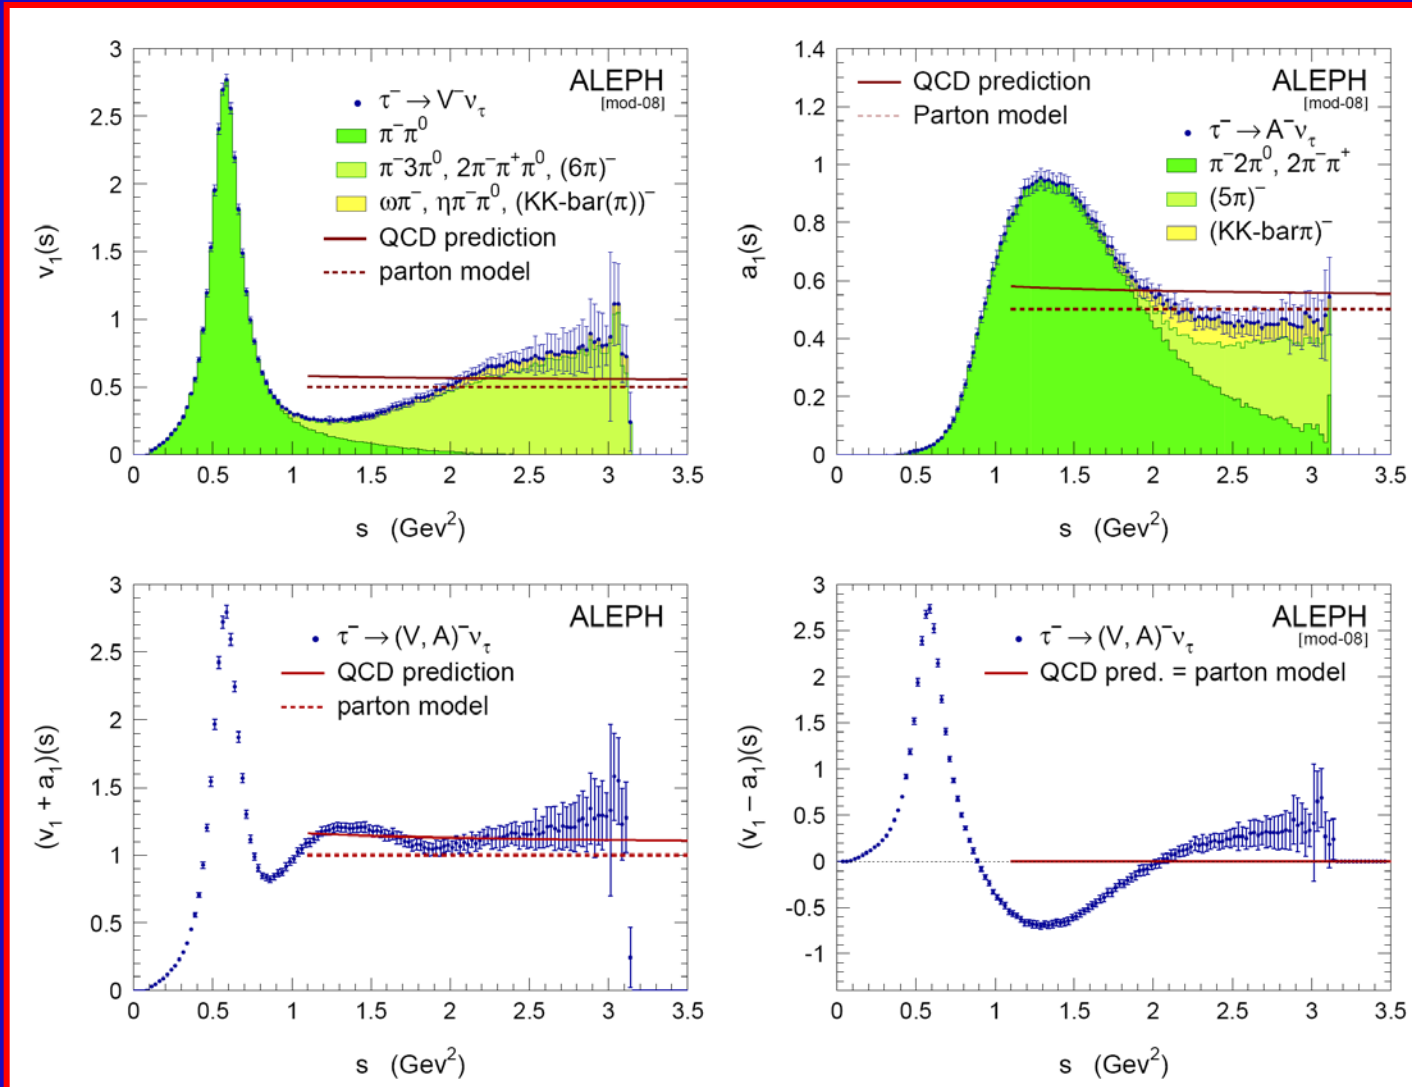 3
2.5
2
1.5
1
0.5
0
0
0.5
1
1.5
2
2.5
3
3.5
ν₁(s)
s (Gev²)
ALEPH
[mod-08]
τ⁻ → V⁻ν_τ
π⁻π⁰
π⁻3π⁰, 2π⁻π⁺π⁰, (6π)⁻
ωπ⁻, ηπ⁻π⁰, (KK-bar(π))⁻
QCD prediction
parton model
1.4
1.2
1
0.8
0.6
0.4
0.2
0
0
0.5
1
1.5
2
2.5
3
3.5
a₁(s)
s (Gev²)
QCD prediction
Parton model
ALEPH
[mod-08]
τ⁻ → A⁻ν_τ
π⁻2π⁰, 2π⁻π⁺
(5π)⁻
(KK-barπ)⁻
3
2.5
2
1.5
1
0.5
0
0
0.5
1
1.5
2
2.5
3
3.5
(ν₁ + a₁)(s)
s (Gev²)
ALEPH
τ⁻ → (V, A)⁻ν_τ
QCD prediction
parton model
3
2.5
2
1.5
1
0.5
0
-0.5
-1
0
0.5
1
1.5
2
2.5
3
3.5
(ν₁ – a₁)(s)
s (Gev²)
ALEPH
[mod-08]
τ⁻ → (V, A)⁻ν_τ
QCD pred. = parton model